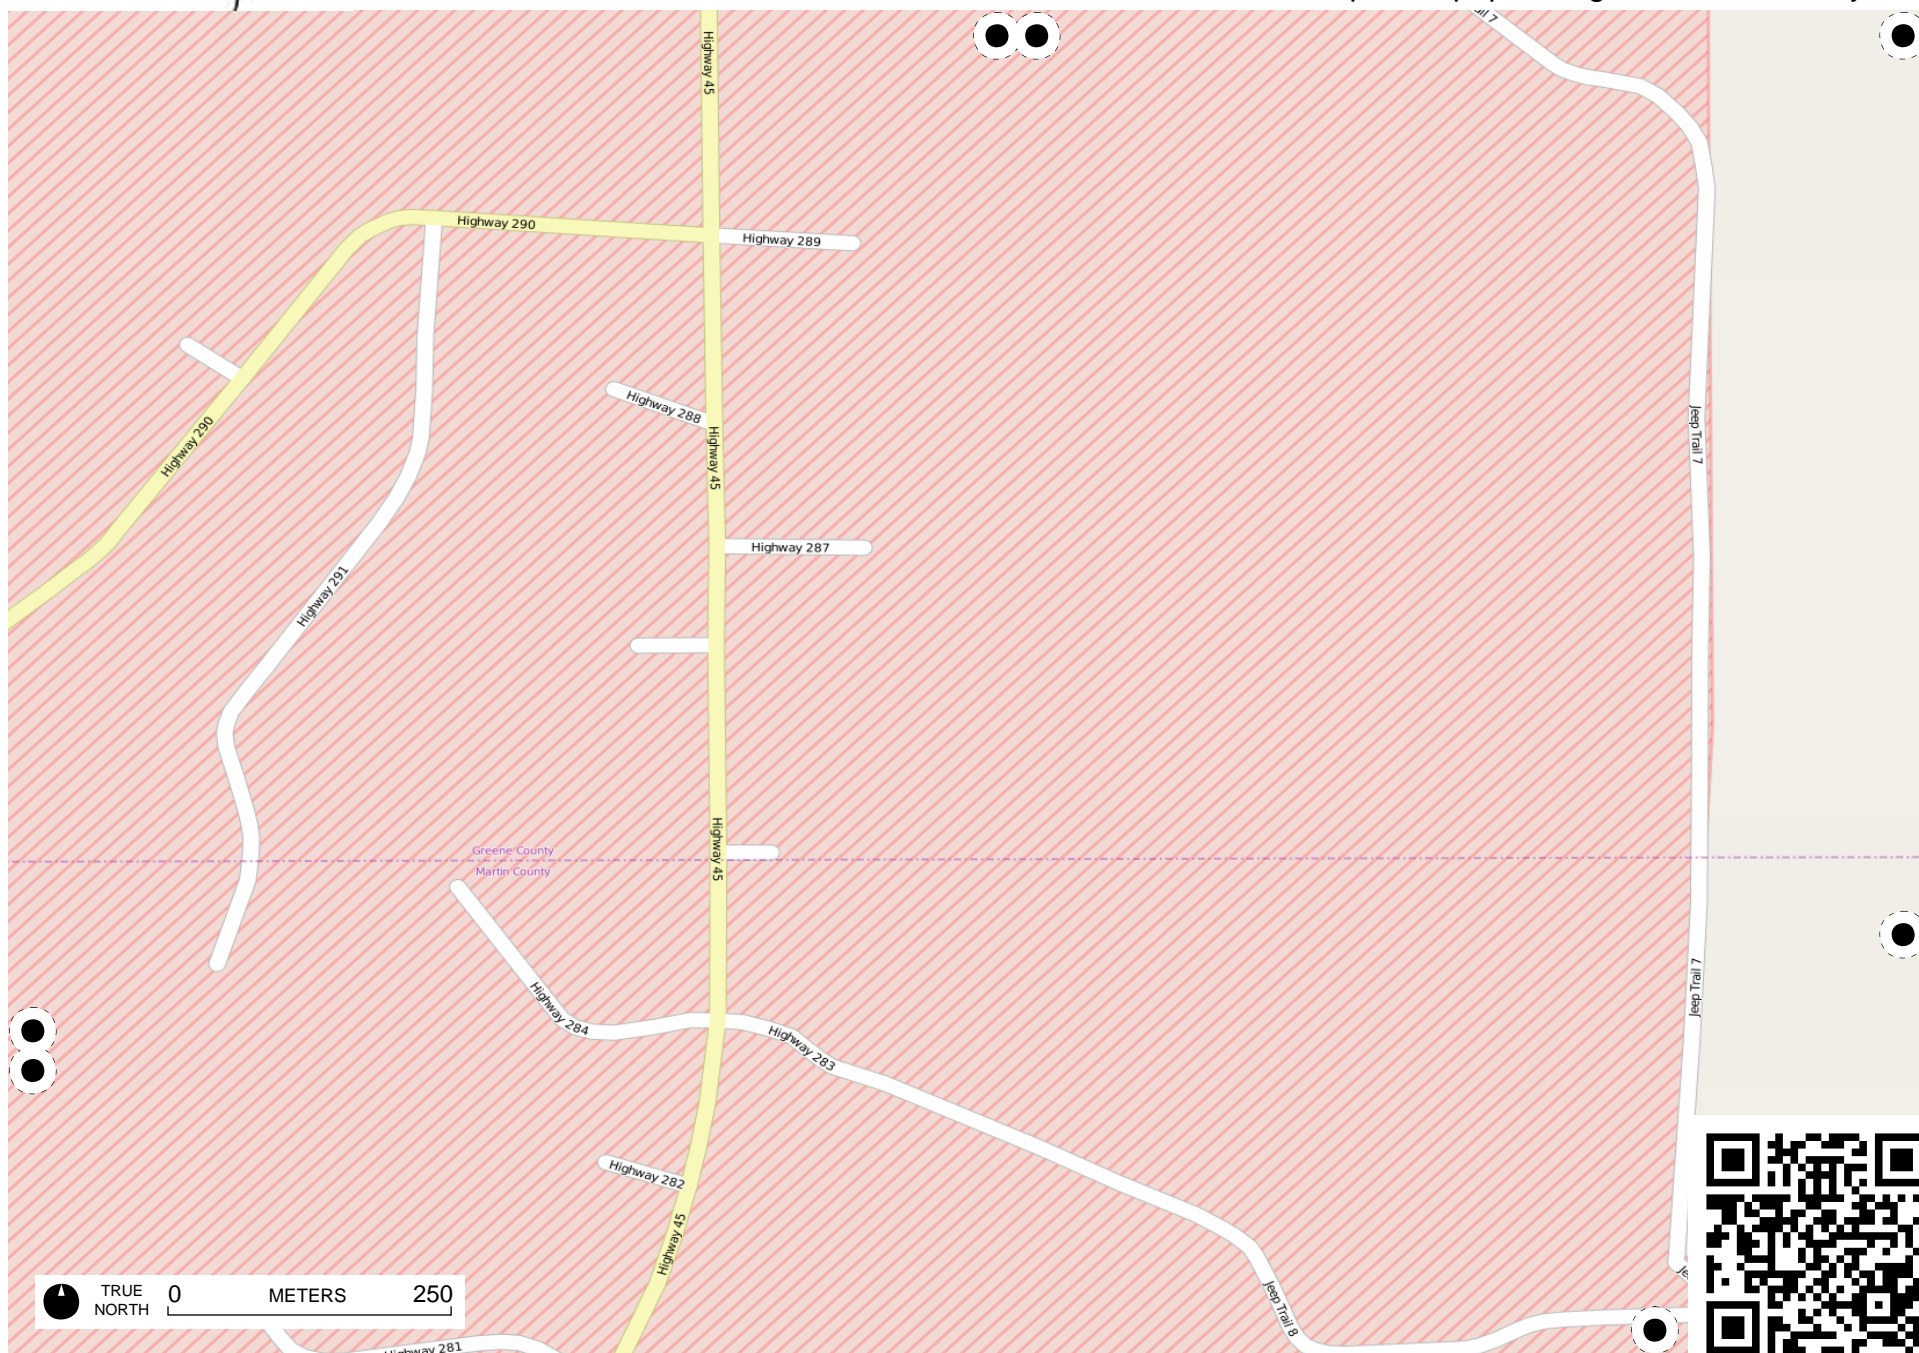 Highway 45
Highway 290
Highway 289
Highway 288
Highway 290
Highway 45
Jeep Trail 7
Highway 287
Highway 291
Highway 45
Greene County
Martin County
Jeep Trail 7
Highway 284
Highway 283
Highway 282
Highway 45
Jeep Trail 8
TRUE
NORTH
0
METERS
250
Highway 281